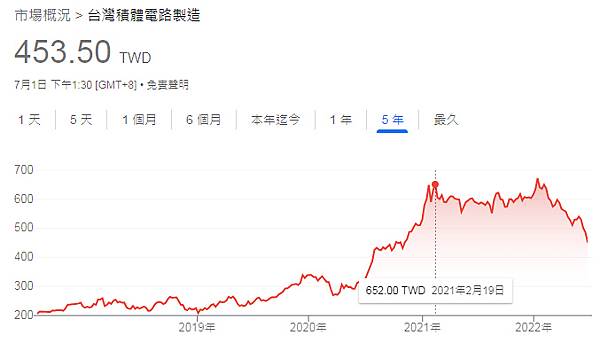 市場概況 > 台灣積體電路製造
453.50 TWD
7月1日 下午1:30 [GMT+8] • 免責聲明
1 天 5 天 1 個月 6 個月 本年迄今 1 年 5 年 最久
700
600
500
400
300
200
652.00 TWD 2021年2月19日
2019年 2020年 2021年 2022年